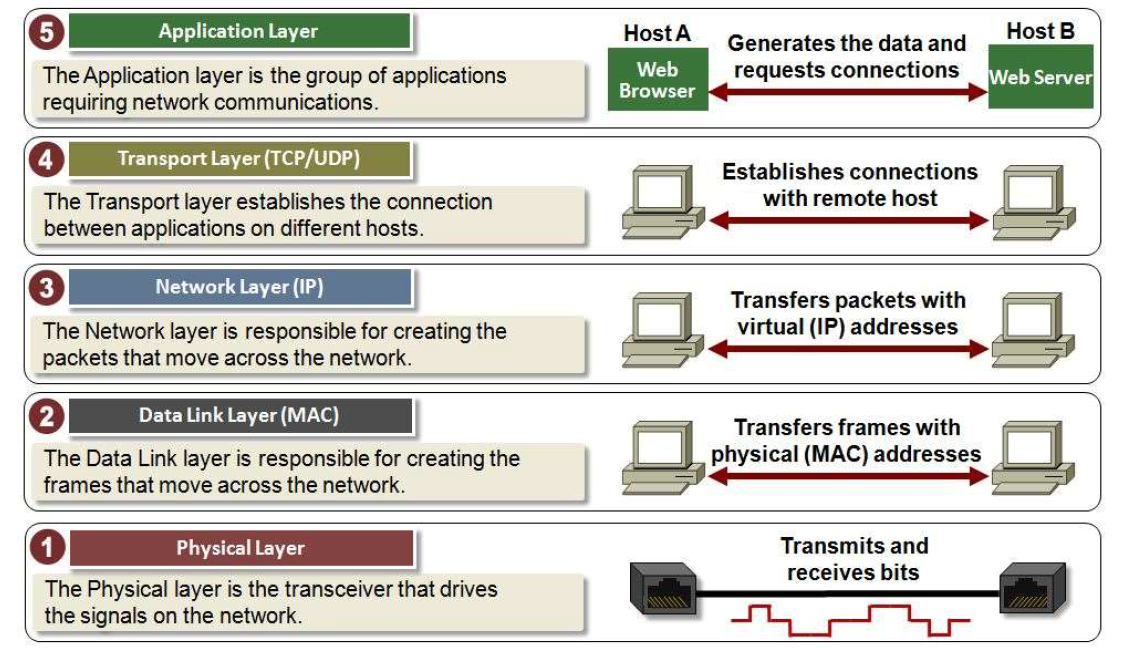 5
Application Layer
The Application layer is the group of applications
requiring network communications.
Host A
Web
Browser
Generates the data and
requests connections
Host B
Web Server
4
Transport Layer (TCP/UDP)
The Transport layer establishes the connection
between applications on different hosts.
Establishes connections
with remote host
3
Network Layer (IP)
The Network layer is responsible for creating the
packets that move across the network.
Transfers packets with
virtual (IP) addresses
2
Data Link Layer (MAC)
The Data Link layer is responsible for creating the
frames that move across the network.
Transfers frames with
physical (MAC) addresses
1
Physical Layer
The Physical layer is the transceiver that drives
the signals on the network.
Transmits and
receives bits